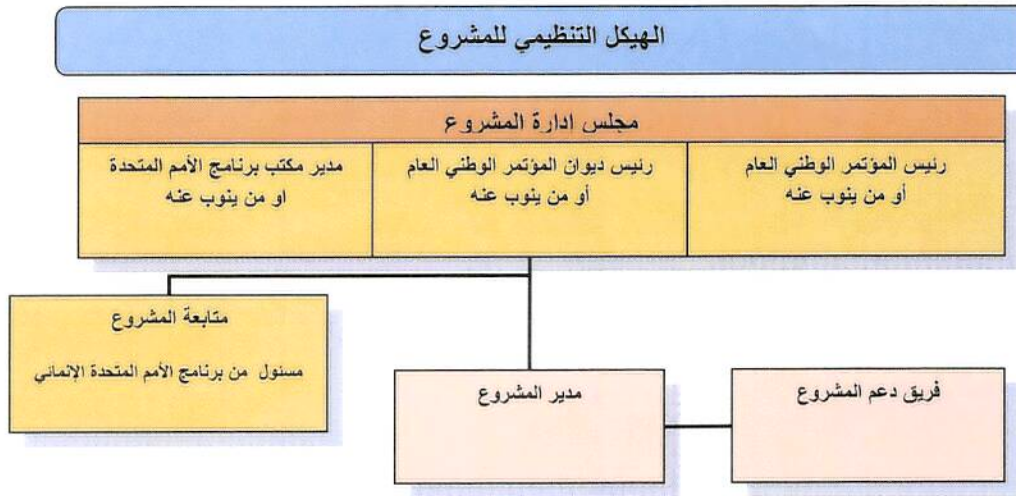 الهيكل التنظيمي للمشروع
مجلس ادارة المشروع
رئيس المؤتمر الوطني العام
أو من ينوب عنه
رئيس ديوان المؤتمر الوطني العام
أو من ينوب عنه
مدير مكتب برنامج الأمم المتحدة
او من ينوب عنه
متابعة المشروع
مسئول من برنامج الأمم المتحدة الإنمائي
فريق دعم المشروع
مدير المشروع